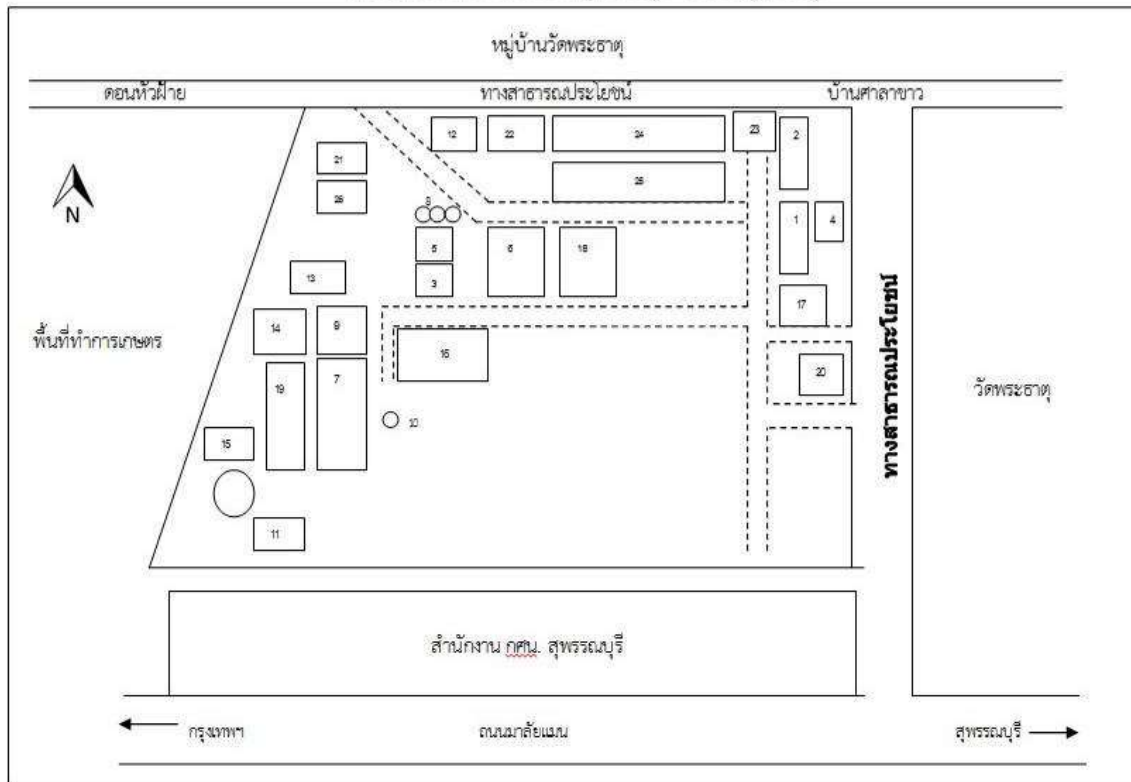 หมู่บ้านวัดพระธาตุ
ดอนหัวฝาย ทางสาธารณประโยชน์ บ้านศาลาขาว
12 22 24 23 2
21
26 25
N
8
1 4
5 6 18
3
13
17
14 9
พื้นที่ทำการเกษตร
16
ทางสาธารณประโยชน์
19 7
20
วัดพระธาตุ
10
15
11
สำนักงาน กศน. สุพรรณบุรี
กรุงเทพฯ ถนนมาลัยแมน สุพรรณบุรี